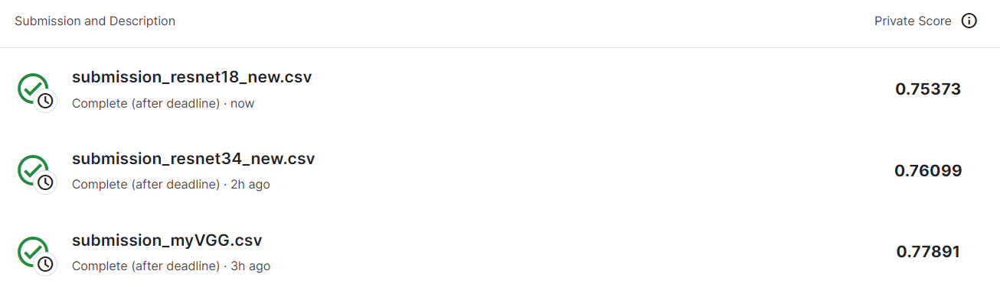 Submission and Description Private Score
submission_resnet18_new.csv
Complete (after deadline) · now
0.75373
submission_resnet34_new.csv
Complete (after deadline) · 2h ago
0.76099
submission_myVGG.csv
Complete (after deadline) · 3h ago
0.77891